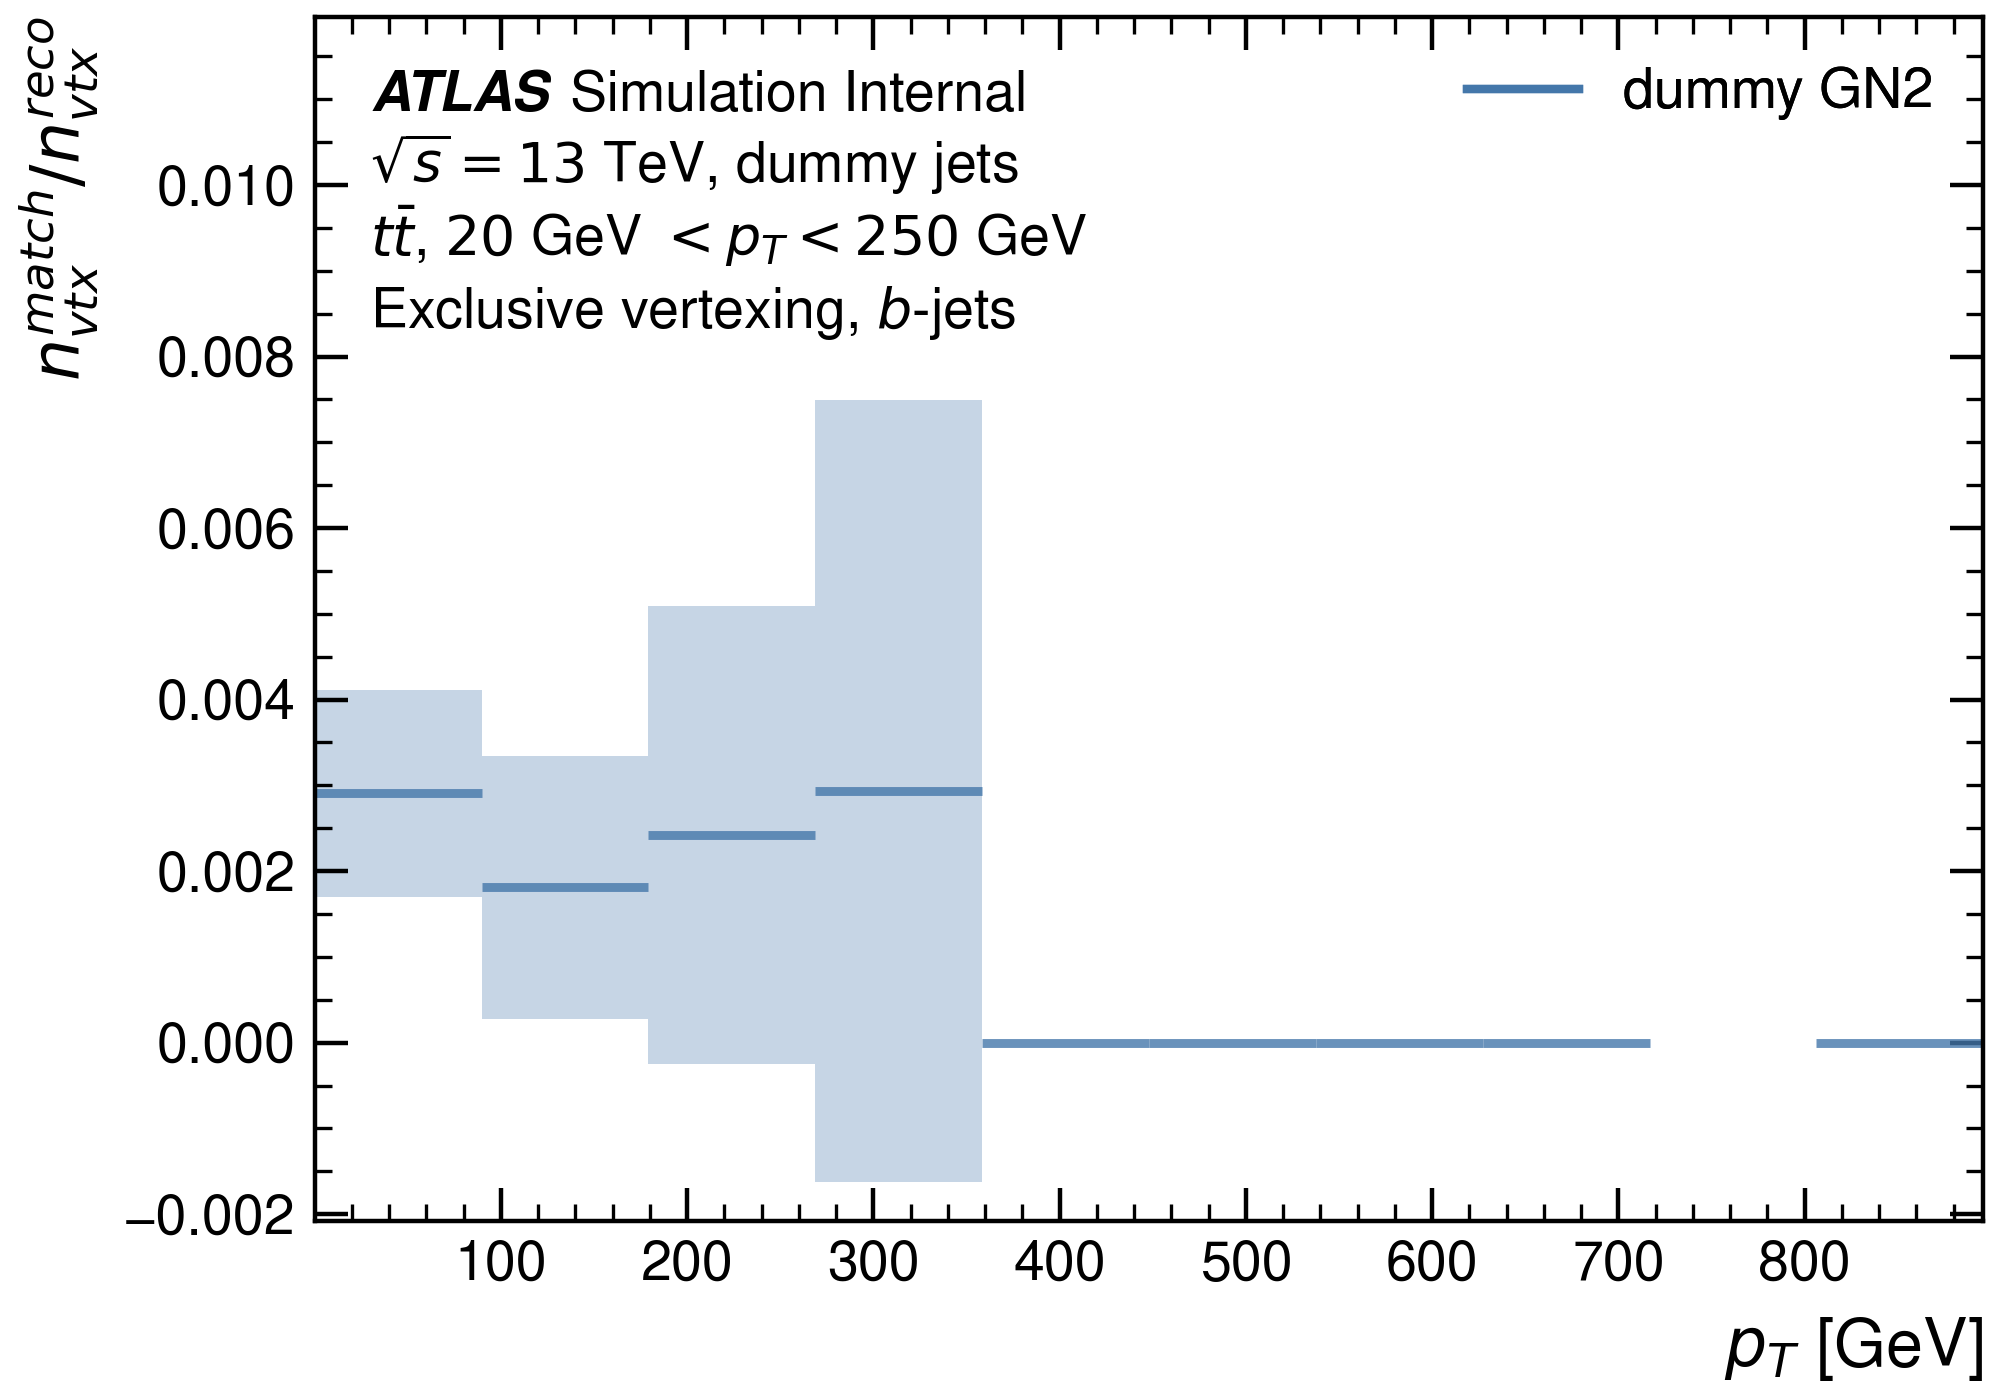 ATLAS Simulation Internal
√s = 13 TeV, dummy jets
tt̄, 20 GeV < p_T < 250 GeV
Exclusive vertexing, b-jets
dummy GN2
n_vtx^match/n_vtx^reco
0.010
0.008
0.006
0.004
0.002
0.000
−0.002
100 200 300 400 500 600 700 800
p_T [GeV]